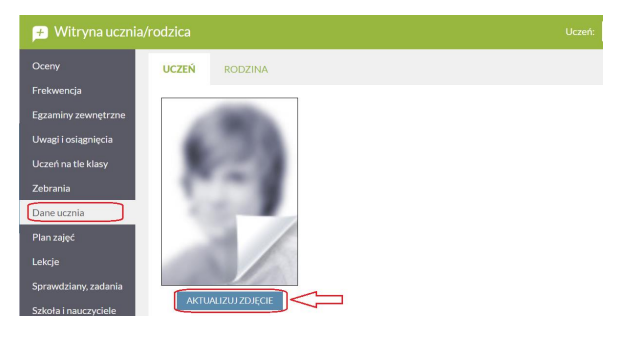 Witryna ucznia/rodzica
Uczeń:
Oceny
Frekwencja
Egzaminy zewnętrzne
Uwagi i osiągnięcia
Uczeń na tle klasy
Zebrania
Dane ucznia
Plan zajęć
Lekcje
Sprawdziany, zadania
Szkoła i nauczyciele
UCZEŃ RODZINA
AKTUALIZUJ ZDJĘCIE